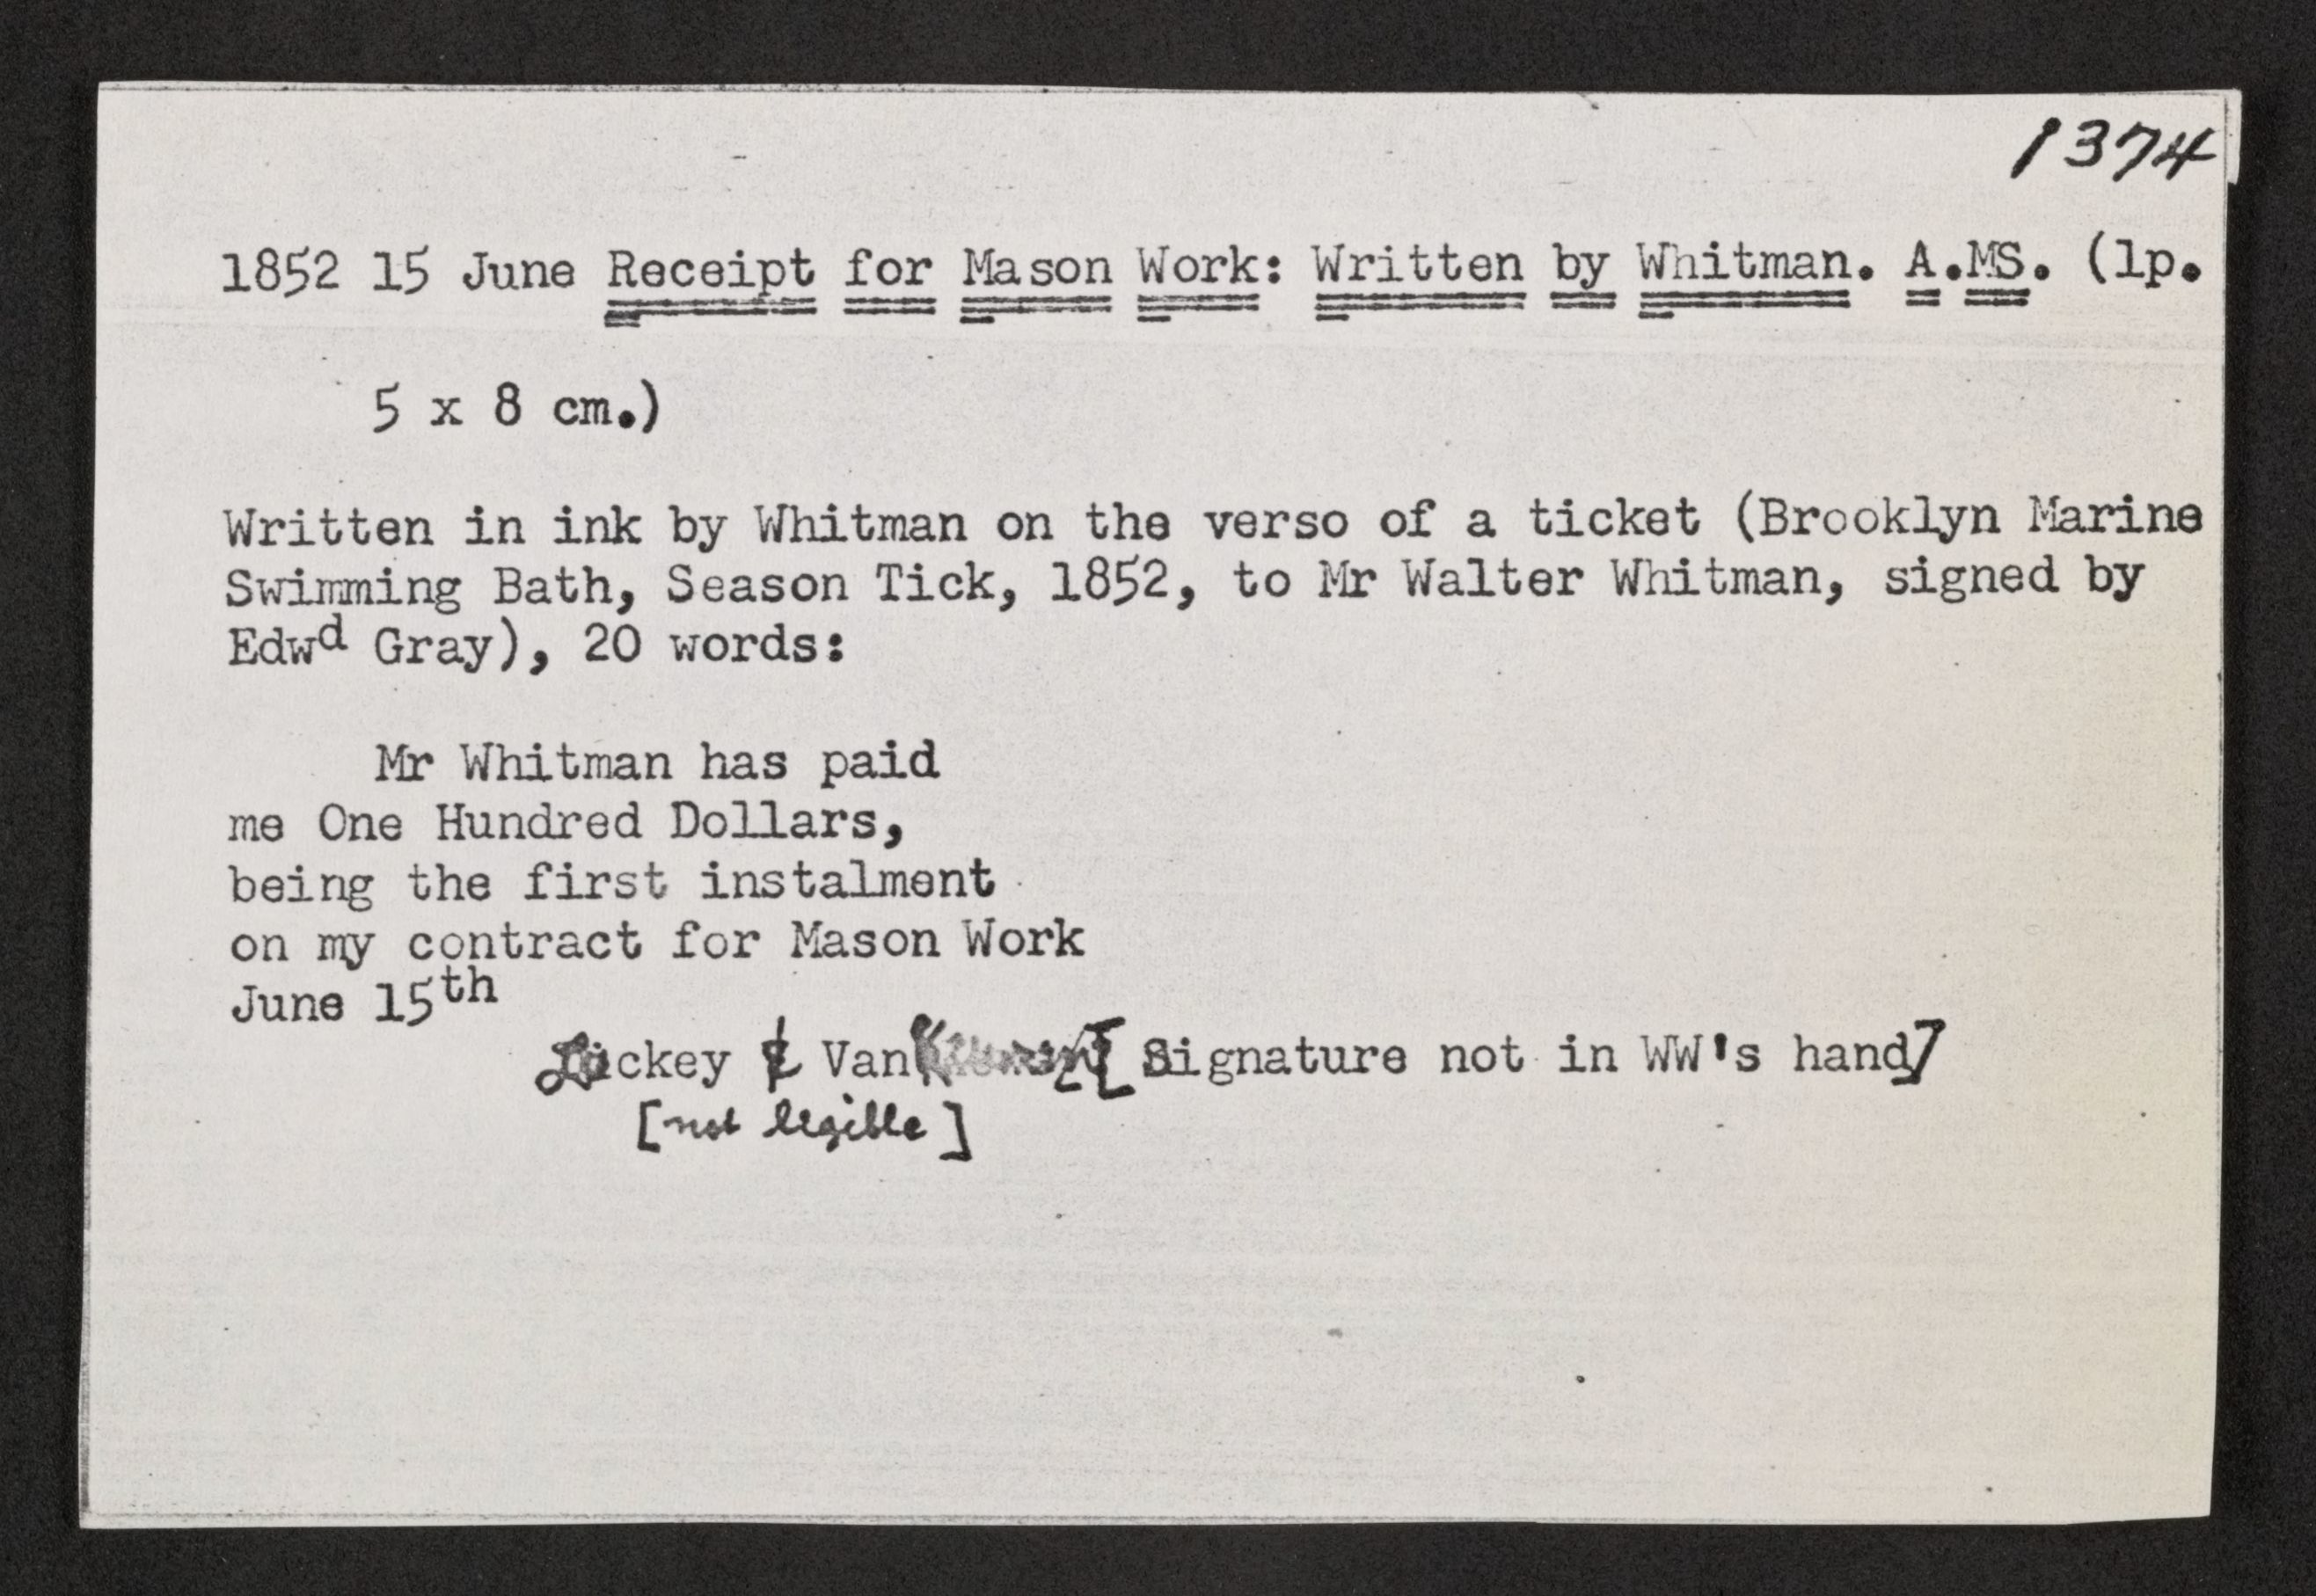 1374
1852 15 June Receipt for Mason Work: Written by Whitman. A.MS. (1p.
5 x 8 cm.)
Written in ink by Whitman on the verso of a ticket (Brooklyn Marine
Swimming Bath, Season Tick, 1852, to Mr Walter Whitman, signed by
Edwd Gray), 20 words:
Mr Whitman has paid
me One Hundred Dollars,
being the first instalment
on my contract for Mason Work
June 15th
& Van [Signature not in WW's hand]
[not legible]